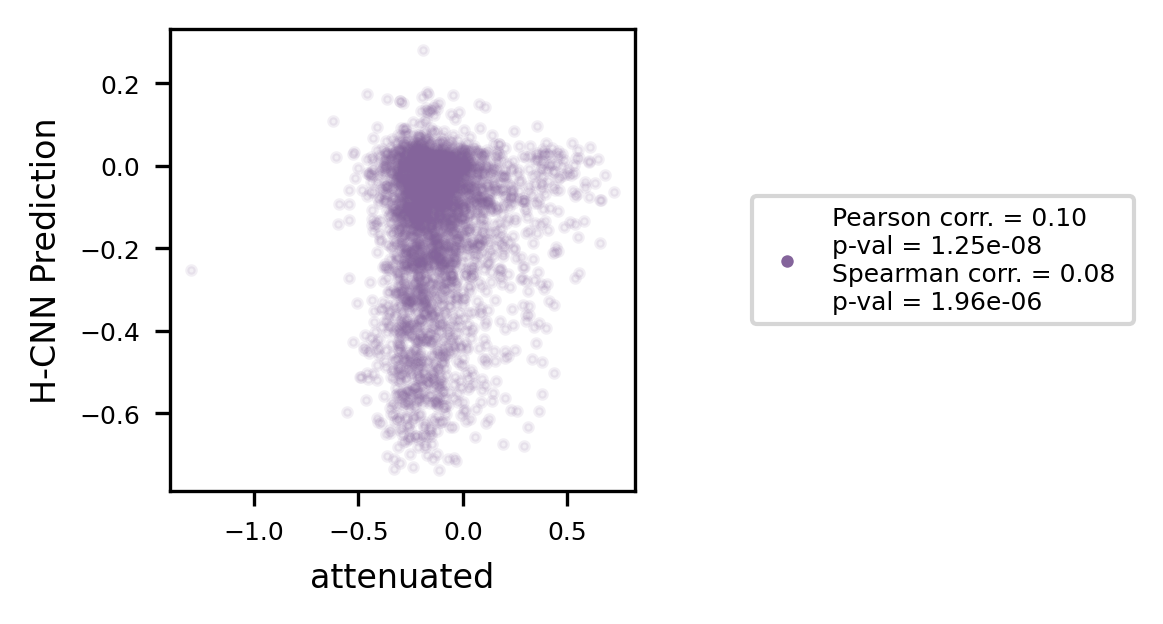 H-CNN Prediction
0.2
0.0
−0.2
−0.4
−0.6
−1.0
−0.5
0.0
0.5
attenuated
Pearson corr. = 0.10
p-val = 1.25e-08
Spearman corr. = 0.08
p-val = 1.96e-06